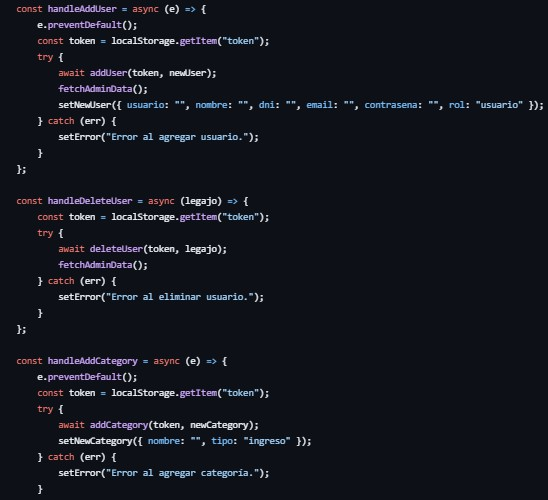 const handleAddUser = async (e) => {
    e.preventDefault();
    const token = localStorage.getItem("token");
    try {
        await addUser(token, newUser);
        fetchAdminData();
        setNewUser({ usuario: "", nombre: "", dni: "", email: "", contrasena: "", rol: "usuario" });
    } catch (err) {
        setError("Error al agregar usuario.");
    }
};

const handleDeleteUser = async (legajo) => {
    const token = localStorage.getItem("token");
    try {
        await deleteUser(token, legajo);
        fetchAdminData();
    } catch (err) {
        setError("Error al eliminar usuario.");
    }
};

const handleAddCategory = async (e) => {
    e.preventDefault();
    const token = localStorage.getItem("token");
    try {
        await addCategory(token, newCategory);
        setNewCategory({ nombre: "", tipo: "ingreso" });
    } catch (err) {
        setError("Error al agregar categoría.");
    }